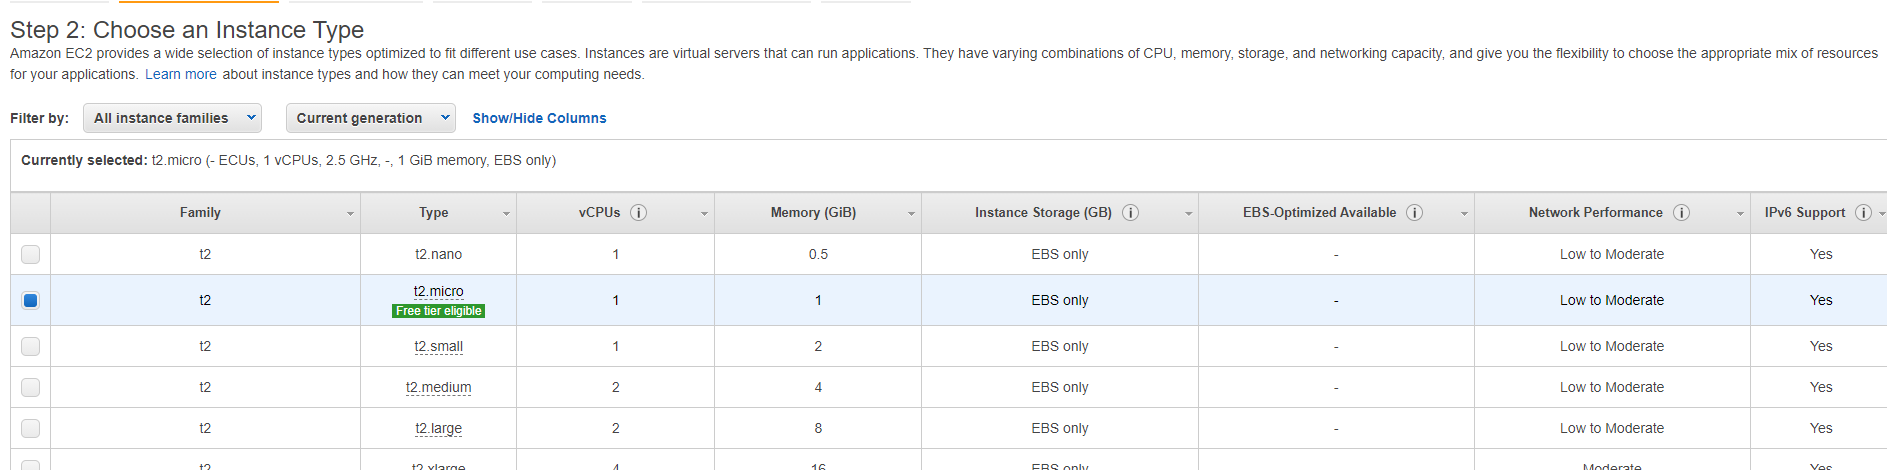 Step 2: Choose an Instance Type
Amazon EC2 provides a wide selection of instance types optimized to fit different use cases. Instances are virtual servers that can run applications. They have varying combinations of CPU, memory, storage, and networking capacity, and give you the flexibility to choose the appropriate mix of resources
for your applications. Learn more about instance types and how they can meet your computing needs.
Filter by: All instance families Current generation Show/Hide Columns
Currently selected: t2.micro (- ECUs, 1 vCPUs, 2.5 GHz, -, 1 GiB memory, EBS only)
Family Type vCPUs Memory (GiB) Instance Storage (GB) EBS-Optimized Available Network Performance IPv6 Support
t2 t2.nano 1 0.5 EBS only - Low to Moderate Yes
t2 t2.micro 1 1 EBS only - Low to Moderate Yes
Free tier eligible
t2 t2.small 1 2 EBS only - Low to Moderate Yes
t2 t2.medium 2 4 EBS only - Low to Moderate Yes
t2 t2.large 2 8 EBS only - Low to Moderate Yes
t2 t2.xlarge 4 16 EBS only Moderate Yes